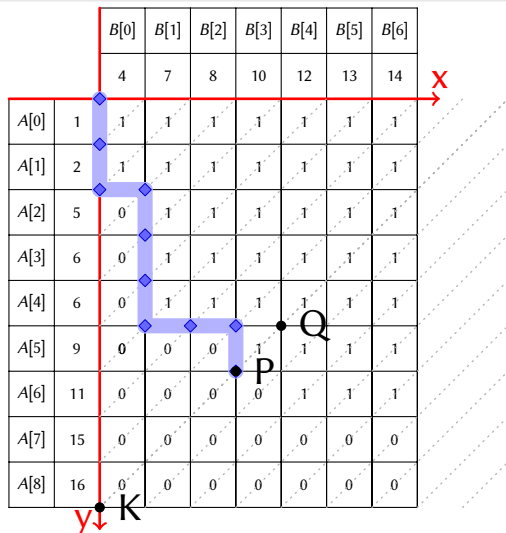 B[0] B[1] B[2] B[3] B[4] B[5] B[6]
4 7 8 10 12 13 14
x
A[0] 1 1 1 1 1 1 1 1
A[1] 2 1 1 1 1 1 1 1
A[2] 5 0 1 1 1 1 1 1
A[3] 6 0 1 1 1 1 1 1
A[4] 6 0 1 1 1 1 1 1
Q
A[5] 9 0 0 0 1 1 1 1
P
A[6] 11 0 0 0 0 1 1 1
A[7] 15 0 0 0 0 0 0 0
A[8] 16 0 0 0 0 0 0 0
y K